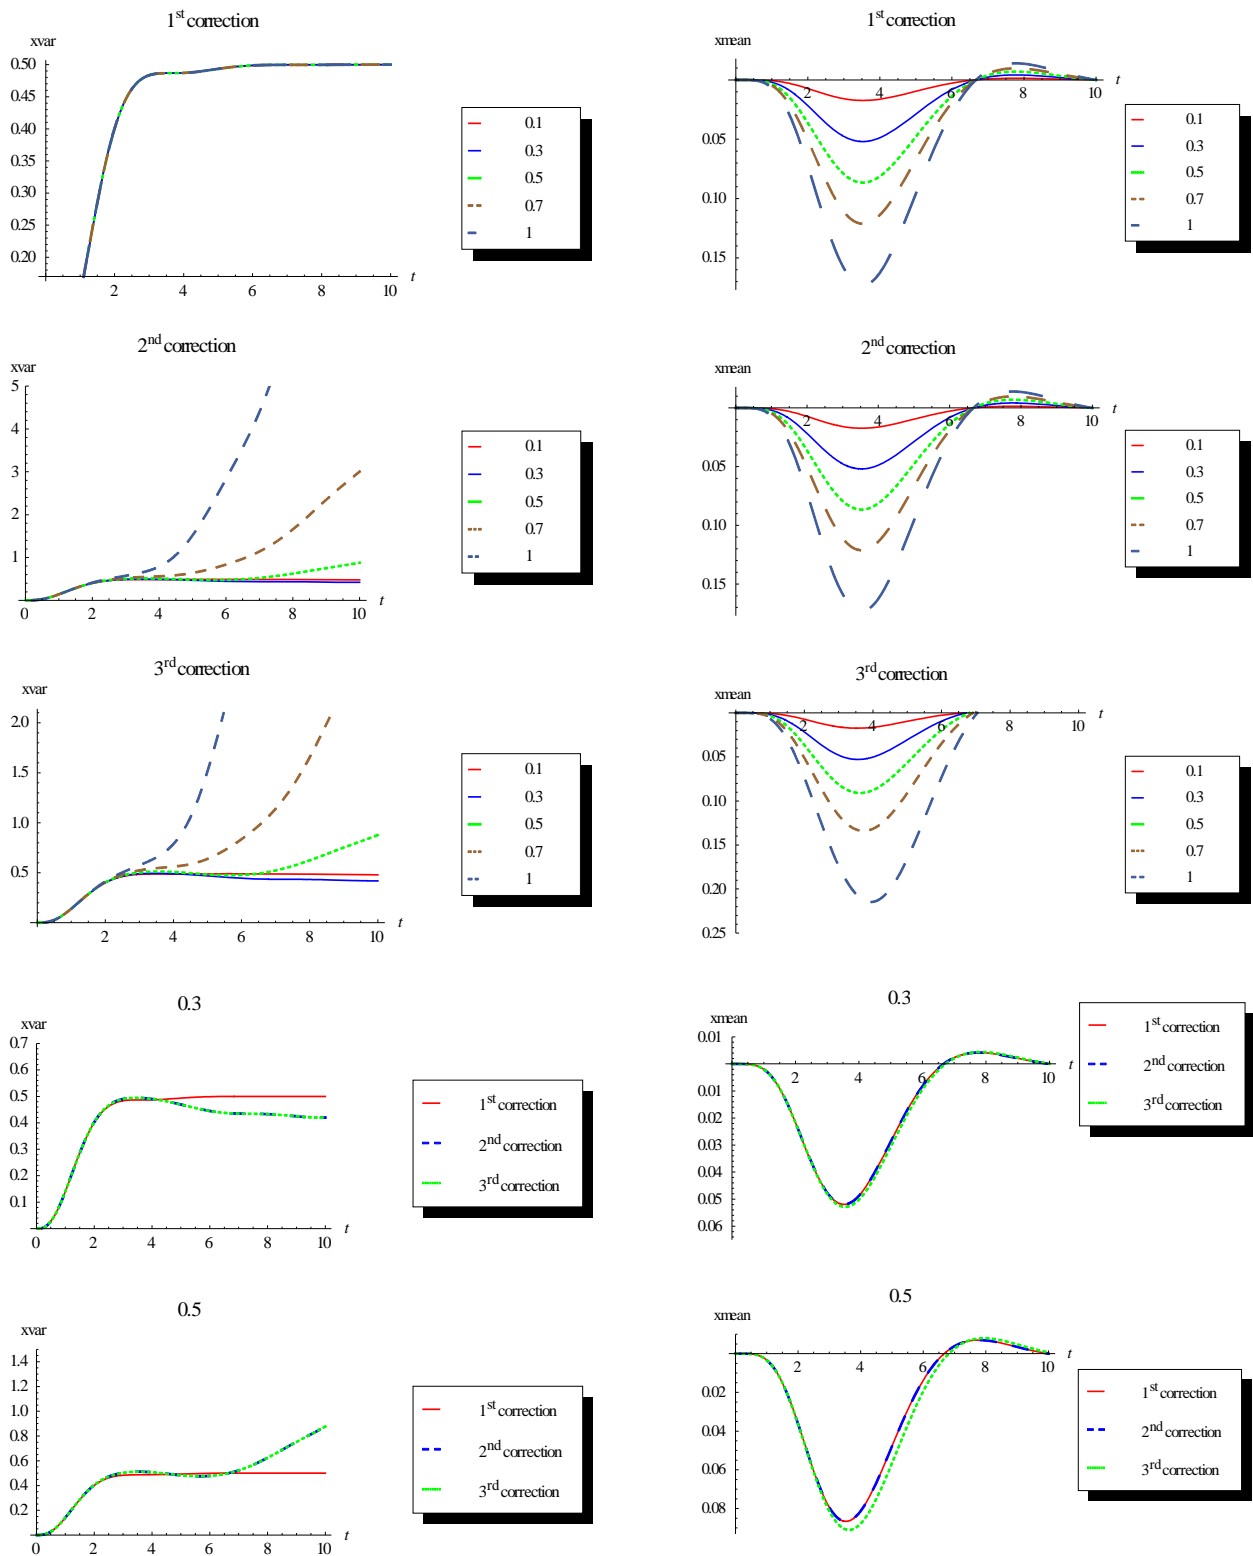 1st correction
xvar
0.50
0.45
0.40
0.35
0.30
0.25
0.20
2 4 6 8 10 t
0.1
0.3
0.5
0.7
1
1st correction
xmean
2 4 6 8 10 t
0.05
0.10
0.15
0.1
0.3
0.5
0.7
1
2nd correction
xvar
5
4
3
2
1
0 2 4 6 8 10 t
0.1
0.3
0.5
0.7
1
2nd correction
xmean
2 4 6 8 10 t
0.05
0.10
0.15
0.1
0.3
0.5
0.7
1
3rd correction
xvar
2.0
1.5
1.0
0.5
2 4 6 8 10 t
0.1
0.3
0.5
0.7
1
3rd correction
xmean
2 4 6 8 10 t
0.05
0.10
0.15
0.20
0.25
0.1
0.3
0.5
0.7
1
0.3
xvar
0.7
0.6
0.5
0.4
0.3
0.2
0.1
0 2 4 6 8 10 t
1st correction
2nd correction
3rd correction
0.3
xmean
0.01
2 4 6 8 10 t
0.01
0.02
0.03
0.04
0.05
0.06
1st correction
2nd correction
3rd correction
0.5
xvar
1.4
1.2
1.0
0.8
0.6
0.4
0.2
0 2 4 6 8 10 t
1st correction
2nd correction
3rd correction
0.5
xmean
2 4 6 8 10 t
0.02
0.04
0.06
0.08
1st correction
2nd correction
3rd correction